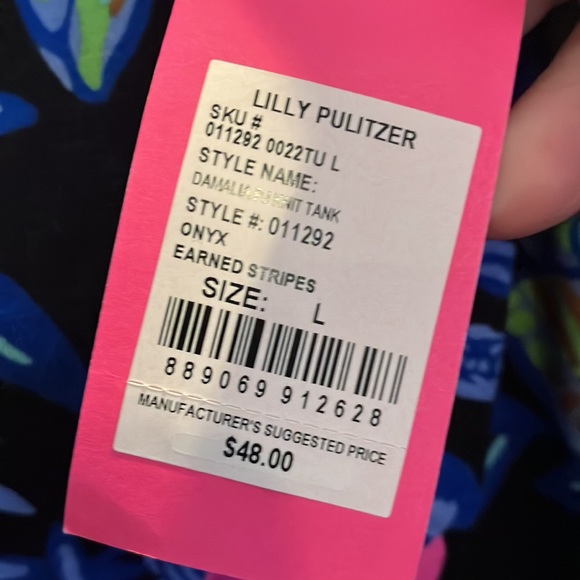 LILLY PULITZER
SKU #
011292 0022TU L
STYLE NAME:
KNIT TANK
STYLE #: 011292
ONYX
EARNED STRIPES
SIZE: L
889069 912628
MANUFACTURER'S SUGGESTED PRICE
$48.00